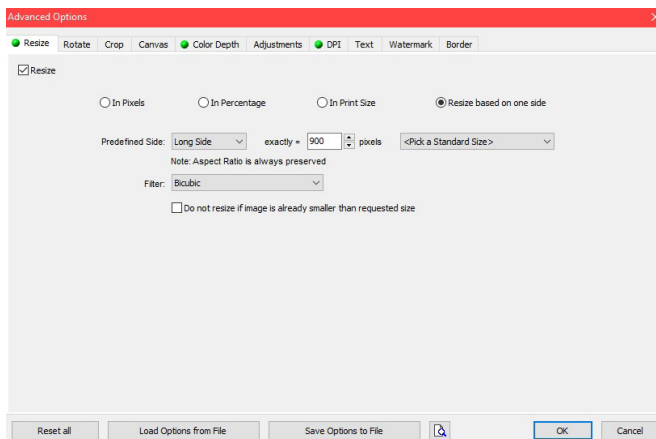 Advanced Options
Resize Rotate Crop Canvas Color Depth Adjustments DPI Text Watermark Border
Resize
In Pixels In Percentage In Print Size Resize based on one side
Predefined Side: Long Side exactly = 900 pixels <Pick a Standard Size>
Note: Aspect Ratio is always preserved
Filter: Bicubic
Do not resize if image is already smaller than requested size
Reset all Load Options from File Save Options to File OK Cancel